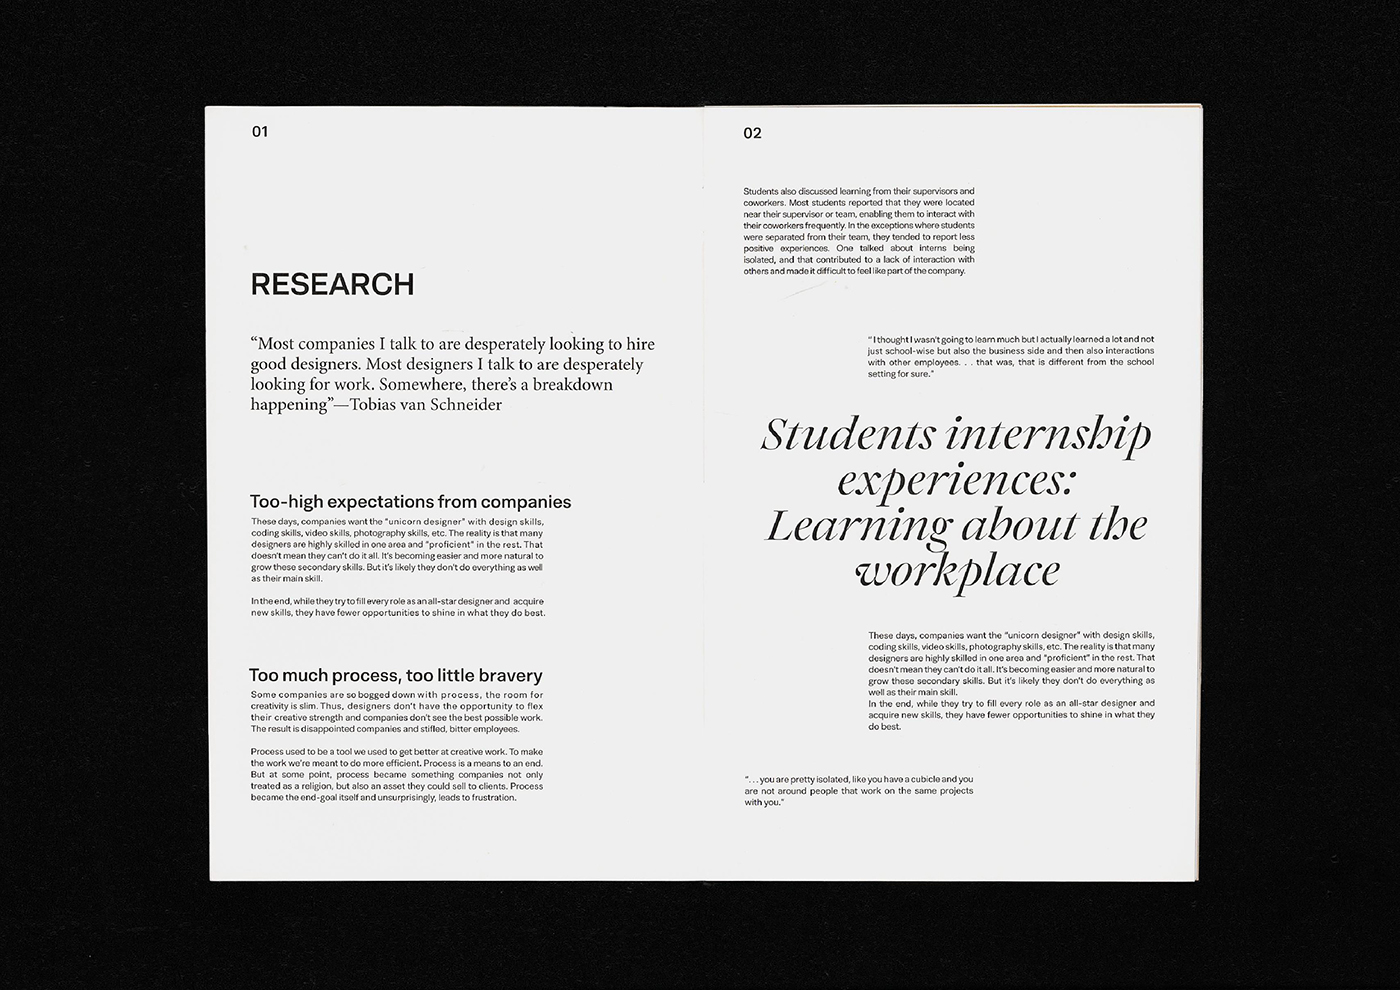 01
RESEARCH
“Most companies I talk to are desperately looking to hire
good designers. Most designers I talk to are desperately
looking for work. Somewhere, there’s a breakdown
happening”—Tobias van Schneider
Too-high expectations from companies
These days, companies want the “unicorn designer” with design skills,
coding skills, video skills, photography skills, etc. The reality is that many
designers are highly skilled in one area and “proficient” in the rest. That
doesn’t mean they can’t do it all. It’s becoming easier and more natural to
grow these secondary skills. But it’s likely they don’t do everything as well
as their main skill.
In the end, while they try to fill every role as an all-star designer and acquire
new skills, they have fewer opportunities to shine in what they do best.
Too much process, too little bravery
Some companies are so bogged down with process, the room for
creativity is slim. Thus, designers don’t have the opportunity to flex
their creative strength and companies don’t see the best possible work.
The result is disappointed companies and stifled, bitter employees.
Process used to be a tool we used to get better at creative work. To make
the work we’re meant to do more efficient. Process is a means to an end.
But at some point, process became something companies not only
treated as a religion, but also an asset they could sell to clients. Process
became the end-goal itself and unsurprisingly, leads to frustration.
02
Students also discussed learning from their supervisors and
coworkers. Most students reported that they were located
near their supervisor or team, enabling them to interact with
their coworkers frequently. In the exceptions where students
were separated from their team, they tended to report less
positive experiences. One talked about interns being
isolated, and that contributed to a lack of interaction with
others and made it difficult to feel like part of the company.
“I thought I wasn’t going to learn much but I actually learned a lot and not
just school-wise but also the business side and then also interactions
with other employees. . . that was, that is different from the school
setting for sure.”
Students internship
experiences:
Learning about the
workplace
These days, companies want the “unicorn designer” with design skills,
coding skills, video skills, photography skills, etc. The reality is that many
designers are highly skilled in one area and “proficient” in the rest. That
doesn’t mean they can’t do it all. It’s becoming easier and more natural to
grow these secondary skills. But it’s likely they don’t do everything as
well as their main skill.
In the end, while they try to fill every role as an all-star designer and
acquire new skills, they have fewer opportunities to shine in what they
do best.
“. . . you are pretty isolated, like you have a cubicle and you
are not around people that work on the same projects
with you.”